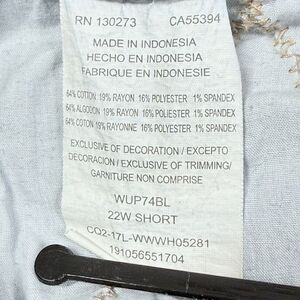 RN 130273 CA55394
MADE IN INDONESIA
HECHO EN INDONESIA
FABRIQUE EN INDONESIE
64% COTTON 19% RAYON 16% POLYESTER 1% SPANDEX
64% ALGODON 19% RAYON 16% POLIESTER 1% SPANDEX
64% COTON 19% RAYONNE 16% POLYESTER 1% SPANDEX
EXCLUSIVE OF DECORATION / EXCEPTO
DECORACION / EXCLUSIVE OF TRIMMING/
GARNITURE NON COMPRISE
WUP74BL
22W SHORT
CQ2-17L-WWWH05281
191056551704